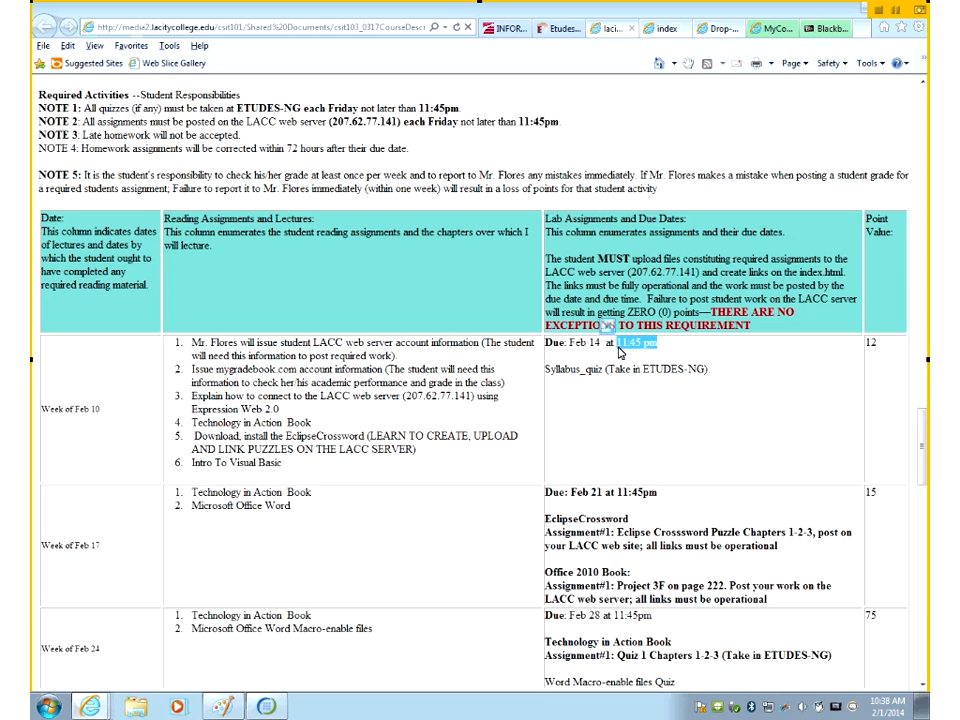 http://media2.lacitycollege.edu/csit101/Shared%20Documents/csit103_0317CourseDescr
INFOR...
Etudes...
laci...
index
Drop-...
MyCo...
Blackb...
File Edit View Favorites Tools Help
Suggested Sites Web Slice Gallery
Page Safety Tools
Required Activities --Student Responsibilities
NOTE 1: All quizzes (if any) must be taken at ETUDES-NG each Friday not later than 11:45pm.
NOTE 2: All assignments must be posted on the LACC web server (207.62.77.141) each Friday not later than 11:45pm.
NOTE 3: Late homework will not be accepted.
NOTE 4: Homework assignments will be corrected within 72 hours after their due date.
NOTE 5: It is the student's responsibility to check his/her grade at least once per week and to report to Mr. Flores any mistakes immediately. If Mr. Flores makes a mistake when posting a student grade for
a required students assignment; Failure to report it to Mr. Flores immediately (within one week) will result in a loss of points for that student activity
Date:
This column indicates dates
of lectures and dates by
which the student ought to
have completed any
required reading material.
Reading Assignments and Lectures:
This column enumerates the student reading assignments and the chapters over which I
will lecture.
Lab Assignments and Due Dates:
This column enumerates assignments and their due dates.
The student MUST upload files constituting required assignments to the
LACC web server (207.62.77.141) and create links on the index.html.
The links must be fully operational and the work must be posted by the
due date and due time. Failure to post student work on the LACC server
will result in getting ZERO (0) points—THERE ARE NO
EXCEPTIONS TO THIS REQUIREMENT
Point
Value:
Week of Feb 10
1. Mr. Flores will issue student LACC web server account information (The student
will need this information to post required work).
2. Issue mygradebook.com account information (The student will need this
information to check her/his academic performance and grade in the class)
3. Explain how to connect to the LACC web server (207.62.77.141) using
Expression Web 2.0
4. Technology in Action Book
5. Download, install the EclipseCrossword (LEARN TO CREATE, UPLOAD
AND LINK PUZZLES ON THE LACC SERVER)
6. Intro To Visual Basic
Due: Feb 14 at 11:45 pm
Syllabus_quiz (Take in ETUDES-NG).
12
Week of Feb 17
1. Technology in Action Book
2. Microsoft Office Word
Due: Feb 21 at 11:45pm
EclipseCrossword
Assignment#1: Eclipse Crosssword Puzzle Chapters 1-2-3, post on
your LACC web site; all links must be operational
Office 2010 Book:
Assignment#1: Project 3F on page 222. Post your work on the
LACC web server; all links must be operational
15
Week of Feb 24
1. Technology in Action Book
2. Microsoft Office Word Macro-enable files
Due: Feb 28 at 11:45pm
Technology in Action Book
Assignment#1: Quiz 1 Chapters 1-2-3 (Take in ETUDES-NG)
Word Macro-enable files Quiz
75
10:38 AM
2/1/2014